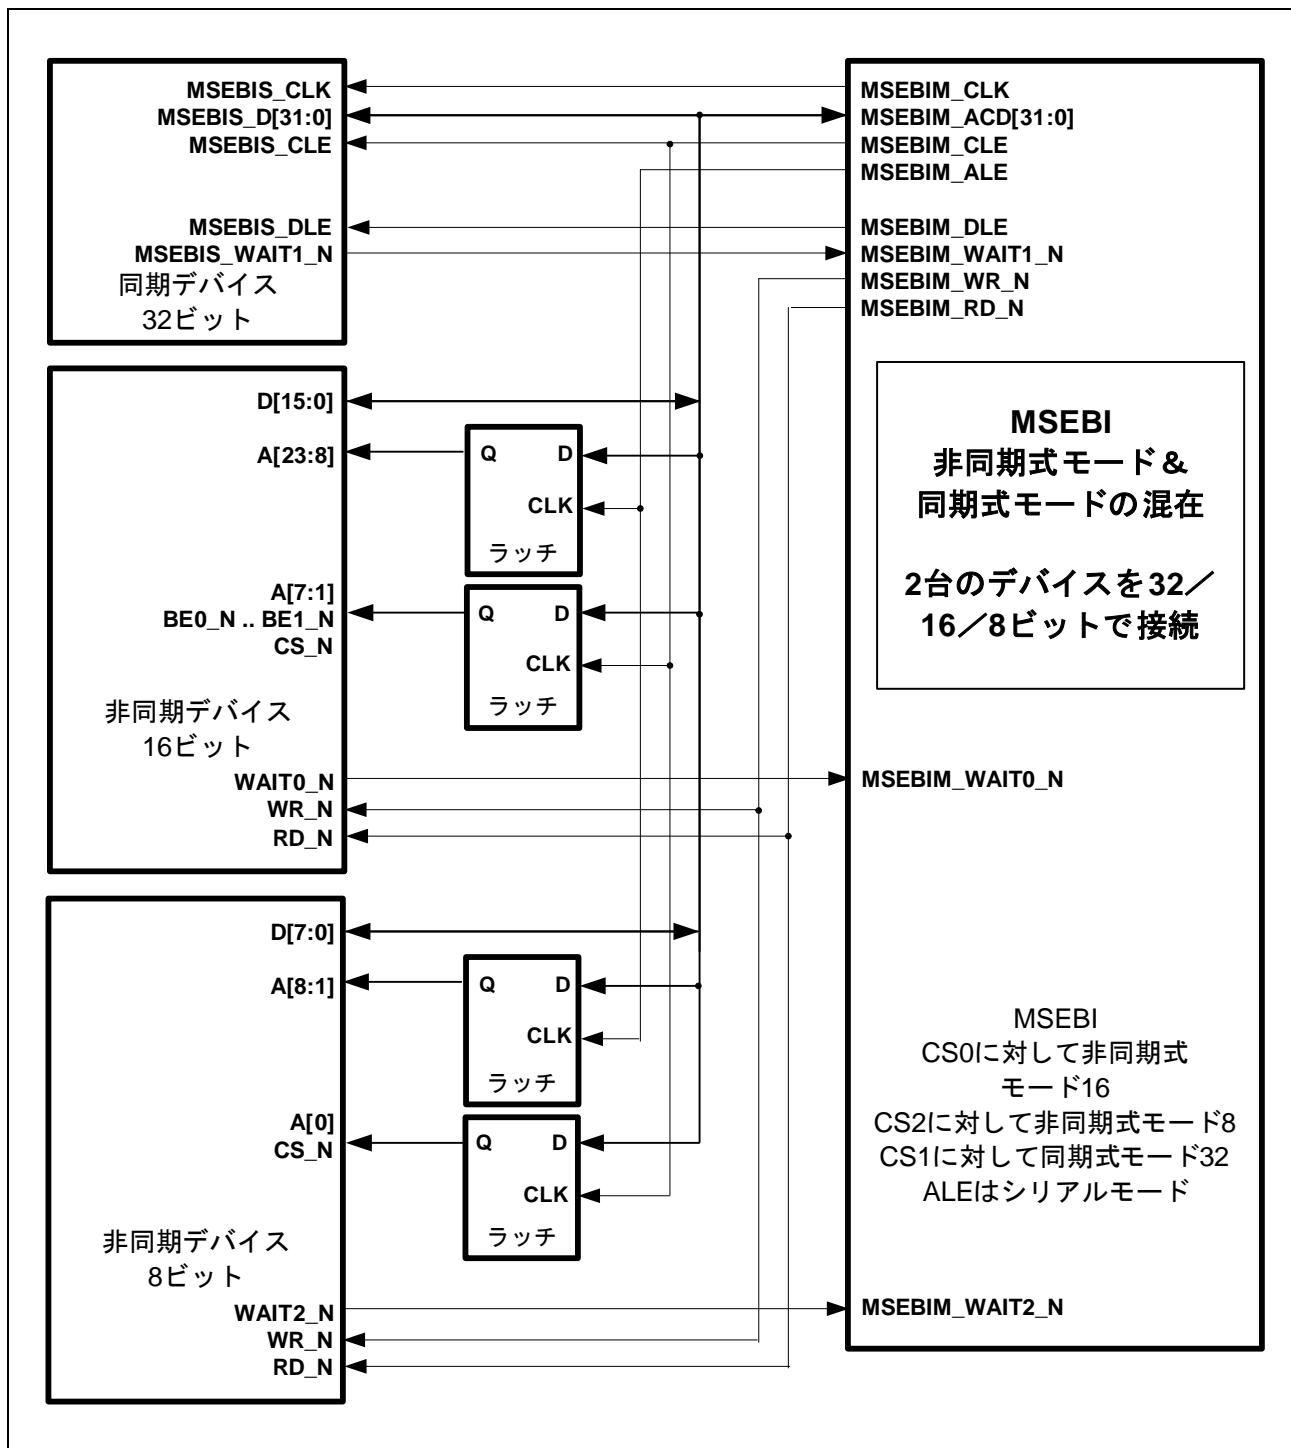 MSEBIS_CLK
MSEBIS_D[31:0]
MSEBIS_CLE
MSEBIS_DLE
MSEBIS_WAIT1_N
同期デバイス
32ビット
MSEBIM_CLK
MSEBIM_ACD[31:0]
MSEBIM_CLE
MSEBIM_ALE
MSEBIM_DLE
MSEBIM_WAIT1_N
MSEBIM_WR_N
MSEBIM_RD_N
MSEBI
非同期式モード&
同期式モードの混在
2台のデバイスを32/
16/8ビットで接続
D[15:0]
A[23:8]
Q D
CLK
ラッチ
A[7:1]
BE0_N .. BE1_N
CS_N
Q D
CLK
ラッチ
非同期デバイス
16ビット
WAIT0_N
WR_N
RD_N
MSEBIM_WAIT0_N
D[7:0]
A[8:1]
Q D
CLK
ラッチ
A[0]
CS_N
Q D
CLK
ラッチ
非同期デバイス
8ビット
WAIT2_N
WR_N
RD_N
MSEBI
CS0に対して非同期式
モード16
CS2に対して非同期式モード8
CS1に対して同期式モード32
ALEはシリアルモード
MSEBIM_WAIT2_N